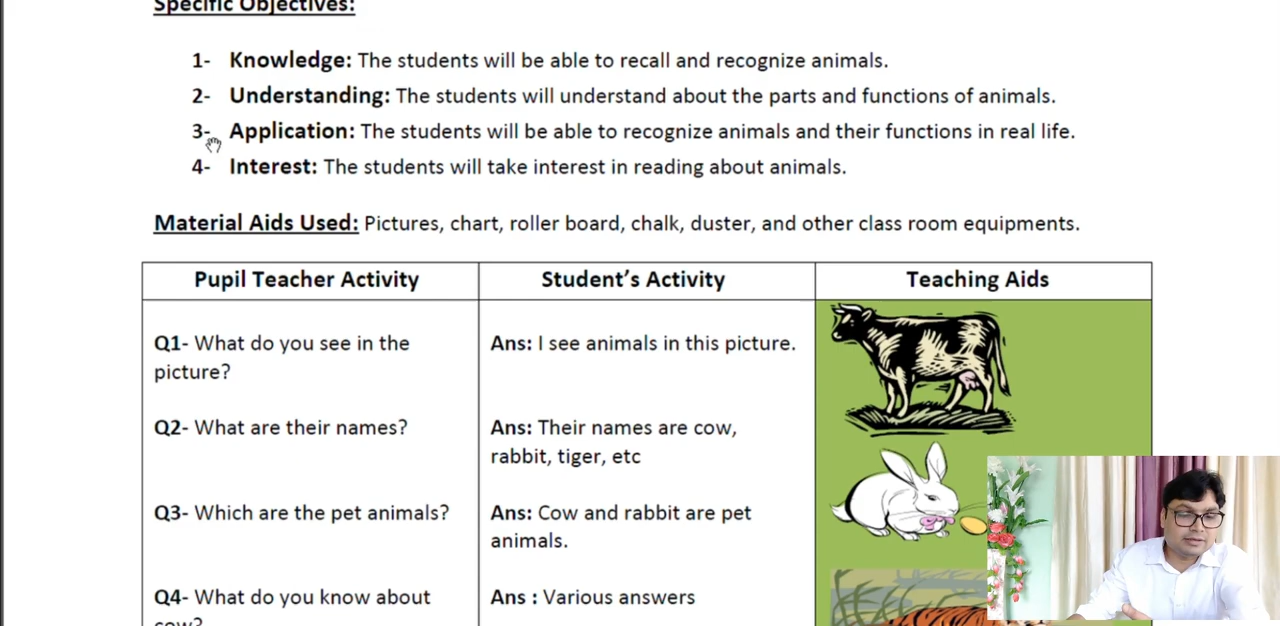 Specific Objectives:
1- Knowledge: The students will be able to recall and recognize animals.
2- Understanding: The students will understand about the parts and functions of animals.
3- Application: The students will be able to recognize animals and their functions in real life.
4- Interest: The students will take interest in reading about animals.
Material Aids Used: Pictures, chart, roller board, chalk, duster, and other class room equipments.
Pupil Teacher Activity
Student's Activity
Teaching Aids
Q1- What do you see in the
picture?
Ans: I see animals in this picture.
Q2- What are their names?
Ans: Their names are cow,
rabbit, tiger, etc
Q3- Which are the pet animals?
Ans: Cow and rabbit are pet
animals.
Q4- What do you know about
cow?
Ans : Various answers